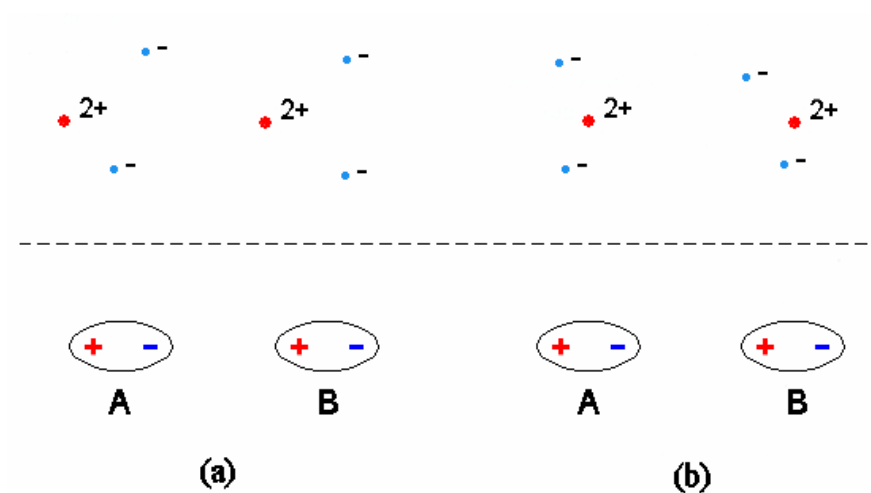 - - - -
2+ 2+ 2+ 2+
- - - -
+ - + - + - + -
A B A B
(a) (b)